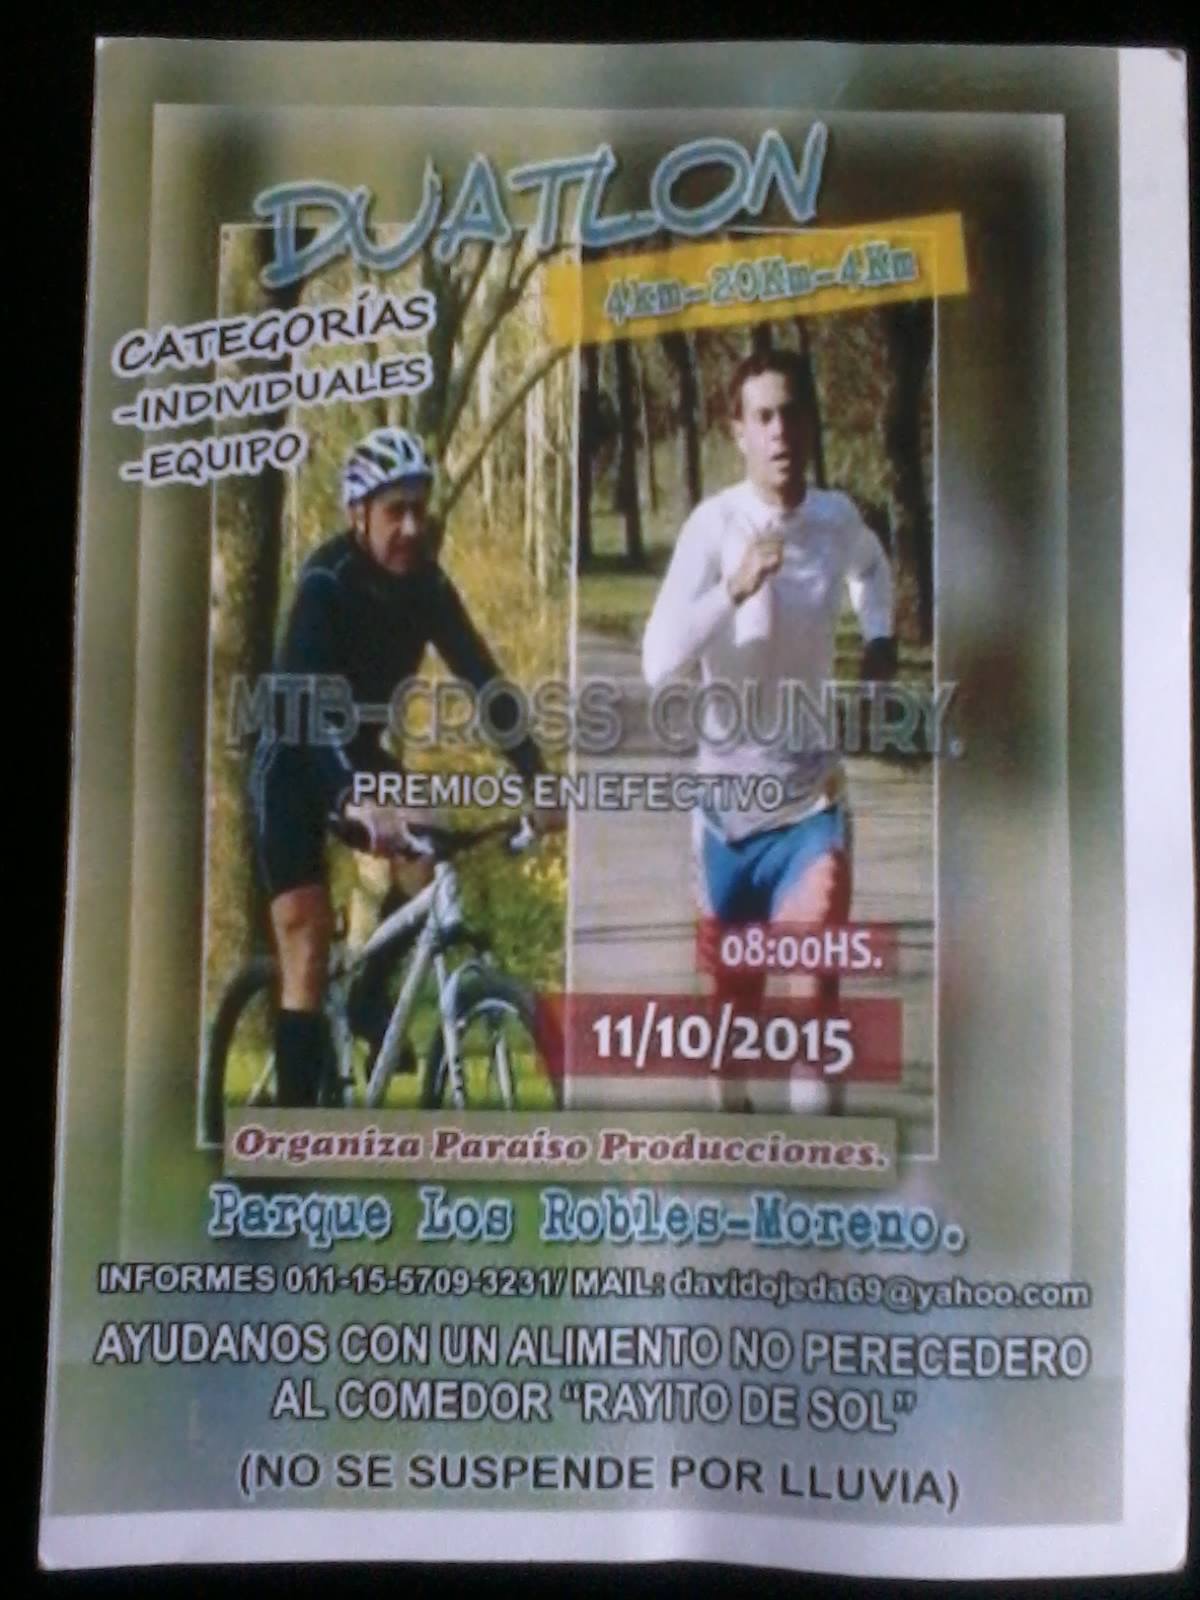 DUATLON
4km-20Km-4Km
CATEGORÍAS
-INDIVIDUALES
-EQUIPO
MTB-CROSS COUNTRY.
PREMIOS EN EFECTIVO
08:00HS.
11/10/2015
Organiza Paraíso Producciones.
Parque Los Robles-Moreno.
INFORMES 011-15-5709-3231/ MAIL: davidojeda69@yahoo.com
AYUDANOS CON UN ALIMENTO NO PERECEDERO
AL COMEDOR “RAYITO DE SOL”
(NO SE SUSPENDE POR LLUVIA)